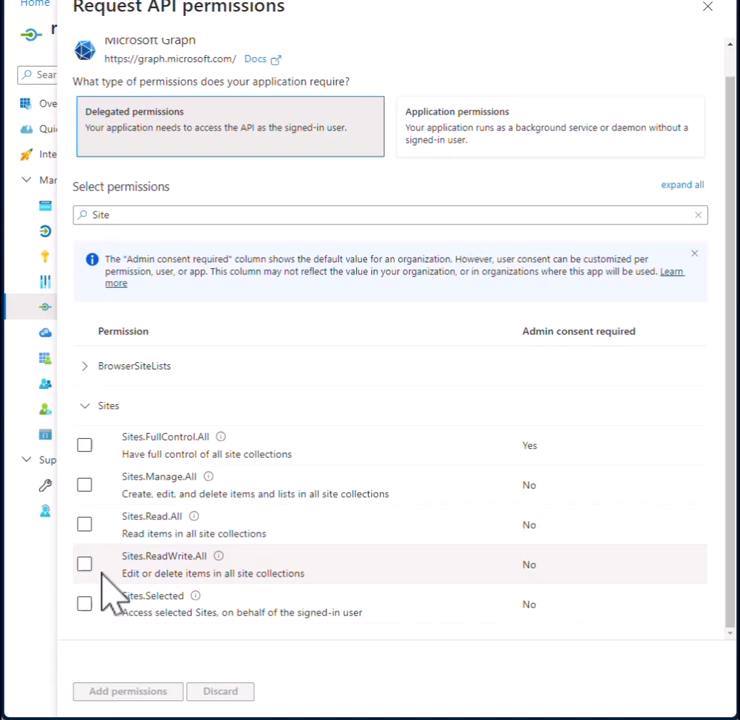 Home
Request API permissions
Microsoft Graph
https://graph.microsoft.com/ Docs
What type of permissions does your application require?
Delegated permissions
Your application needs to access the API as the signed-in user.
Application permissions
Your application runs as a background service or daemon without a
signed-in user.
Select permissions
expand all
Site
The "Admin consent required" column shows the default value for an organization. However, user consent can be customized per
permission, user, or app. This column may not reflect the value in your organization, or in organizations where this app will be used. Learn
more
Permission
Admin consent required
BrowserSiteLists
Sites
Sites.FullControl.All
Have full control of all site collections
Yes
Sites.Manage.All
Create, edit, and delete items and lists in all site collections
No
Sites.Read.All
Read items in all site collections
No
Sites.ReadWrite.All
Edit or delete items in all site collections
No
Sites.Selected
Access selected Sites, on behalf of the signed-in user
No
Add permissions
Discard
Sear
Ove
Qui
Inte
Mar
Sup